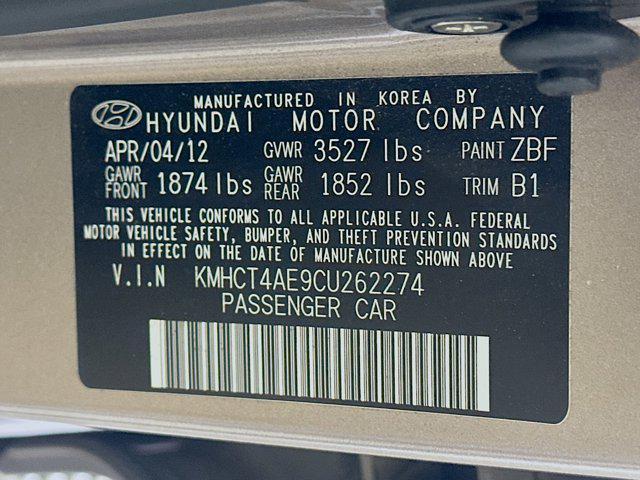 MANUFACTURED IN KOREA BY
HYUNDAI MOTOR COMPANY
APR/04/12 GVWR 3527 lbs PAINT ZBF
GAWR FRONT 1874 lbs GAWR REAR 1852 lbs TRIM B1
THIS VEHICLE CONFORMS TO ALL APPLICABLE U.S.A. FEDERAL
MOTOR VEHICLE SAFETY, BUMPER, AND THEFT PREVENTION STANDARDS
IN EFFECT ON THE DATE OF MANUFACTURE SHOWN ABOVE.
V.I.N KMHCT4AE9CU262274
PASSENGER CAR